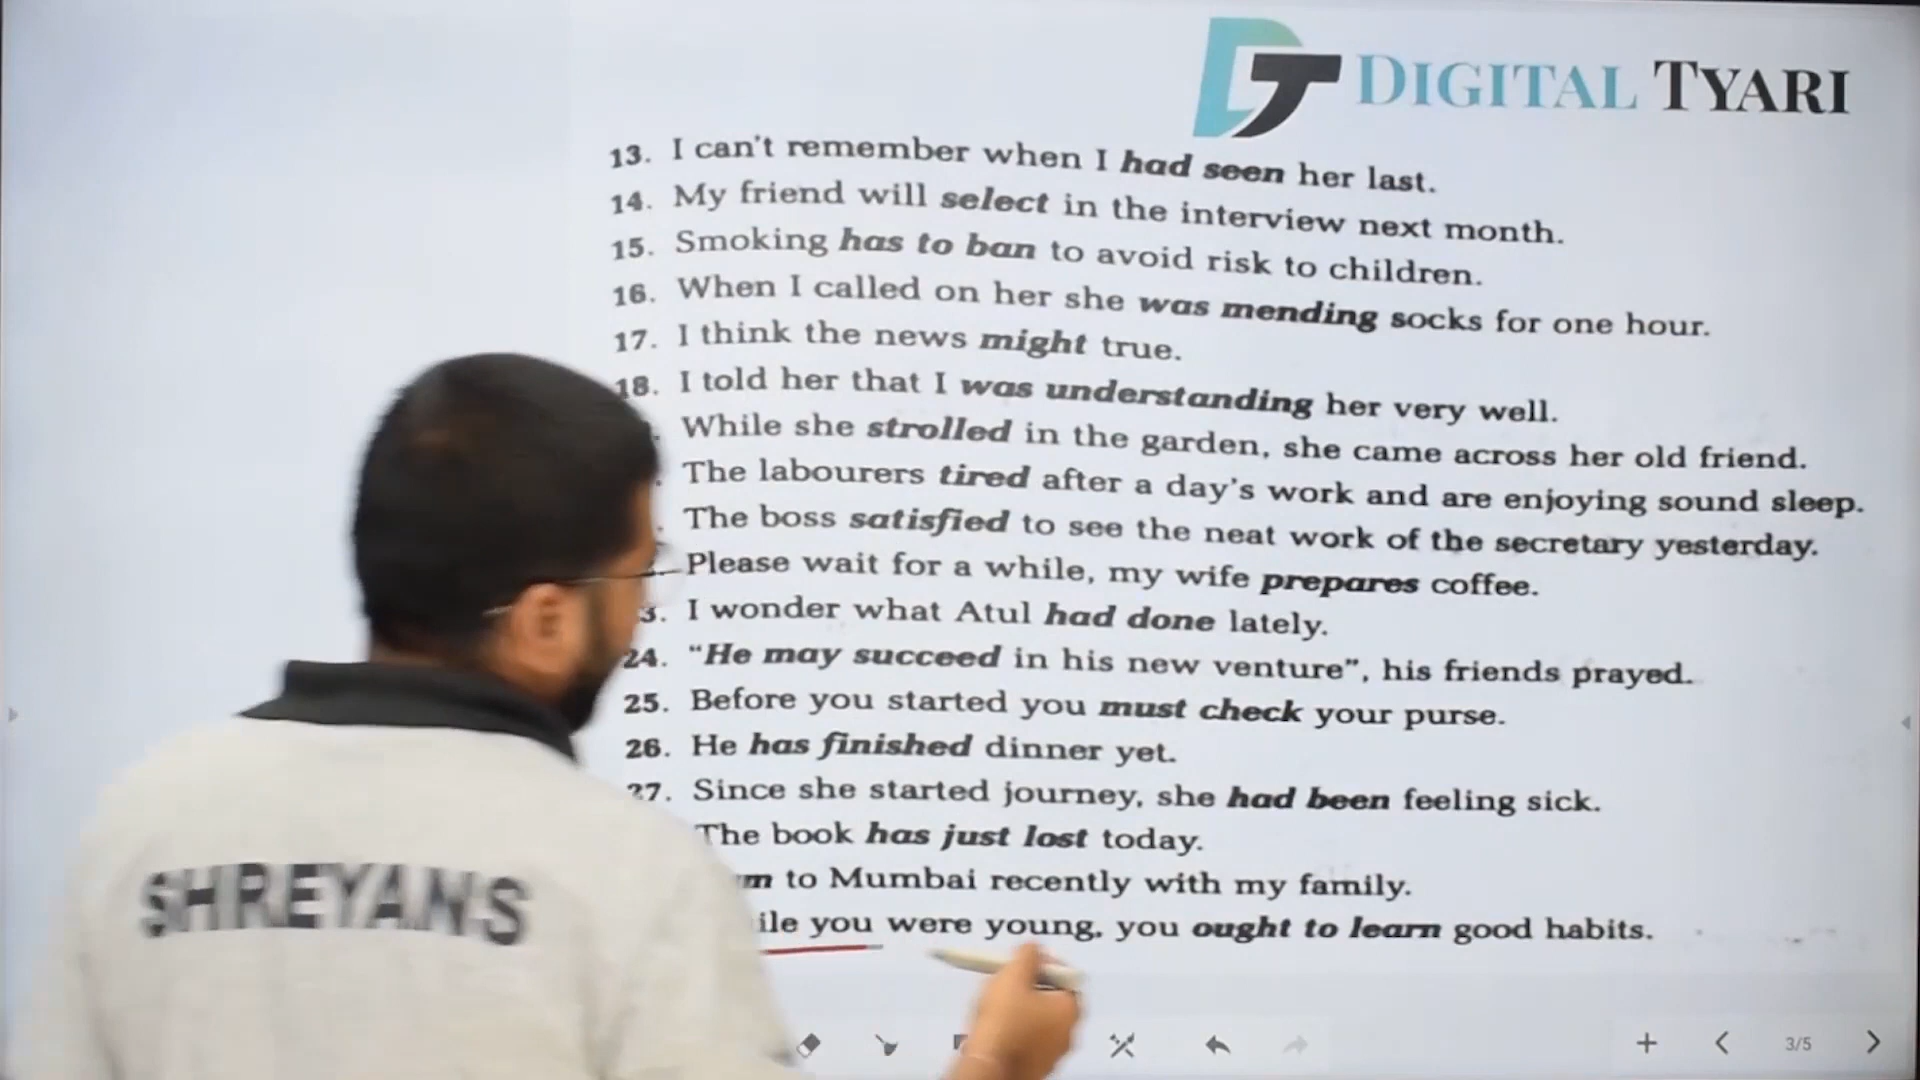 DT DIGITAL TYARI
13. I can't remember when I had seen her last.
14. My friend will select in the interview next month.
15. Smoking has to ban to avoid risk to children.
16. When I called on her she was mending socks for one hour.
17. I think the news might true.
18. I told her that I was understanding her very well.
While she strolled in the garden, she came across her old friend.
The labourers tired after a day's work and are enjoying sound sleep.
The boss satisfied to see the neat work of the secretary yesterday.
Please wait for a while, my wife prepares coffee.
3. I wonder what Atul had done lately.
24. "He may succeed in his new venture", his friends prayed.
25. Before you started you must check your purse.
26. He has finished dinner yet.
27. Since she started journey, she had been feeling sick.
The book has just lost today.
m to Mumbai recently with my family.
ile you were young, you ought to learn good habits.
SHREYANS
3/5